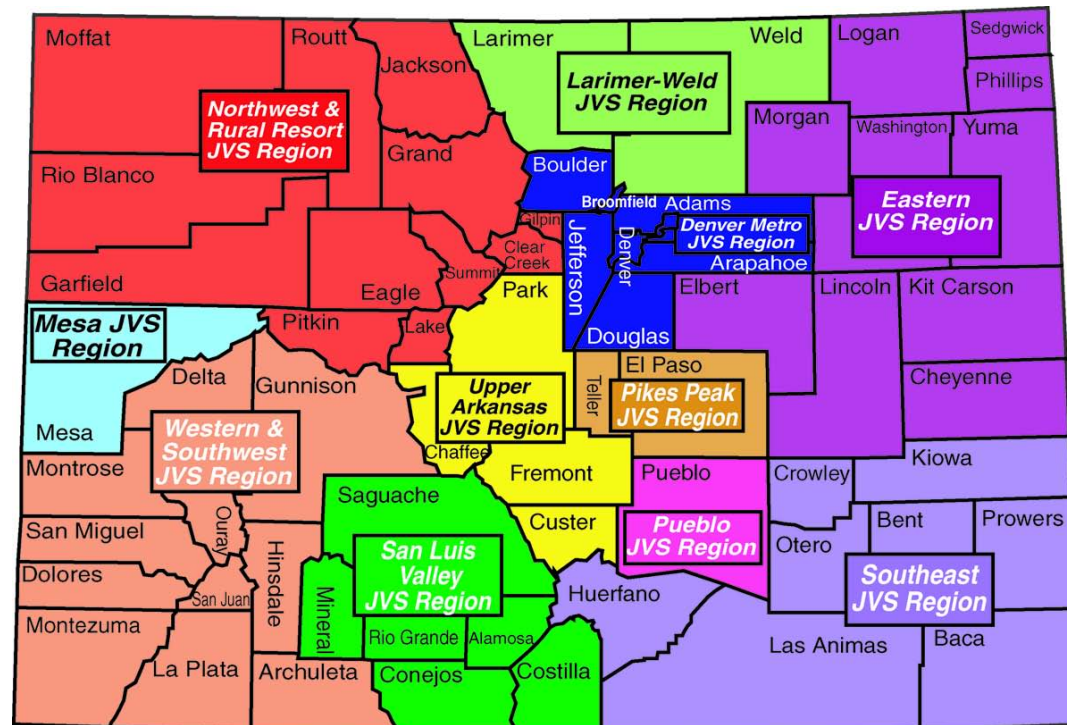 Moffat
Routt
Jackson
Larimer
Weld
Logan
Sedgwick
Phillips
Northwest &
Rural Resort
JVS Region
Larimer-Weld
JVS Region
Morgan
Washington
Yuma
Rio Blanco
Grand
Boulder
Broomfield
Adams
Eastern
JVS Region
Gilpin
Jefferson
Denver
Denver Metro
JVS Region
Clear
Creek
Summit
Arapahoe
Garfield
Eagle
Park
Elbert
Lincoln
Kit Carson
Mesa JVS
Region
Pitkin
Lake
Douglas
Delta
Gunnison
Teller
El Paso
Cheyenne
Upper
Arkansas
JVS Region
Pikes Peak
JVS Region
Mesa
Western &
Southwest
JVS Region
Chaffee
Kiowa
Montrose
Saguache
Fremont
Pueblo
Crowley
San Miguel
Ouray
Hinsdale
Custer
Pueblo
JVS Region
Otero
Bent
Prowers
San Luis
Valley
JVS Region
Southeast
JVS Region
Dolores
San Juan
Mineral
Huerfano
Montezuma
Rio Grande
Alamosa
Las Animas
Baca
La Plata
Archuleta
Conejos
Costilla